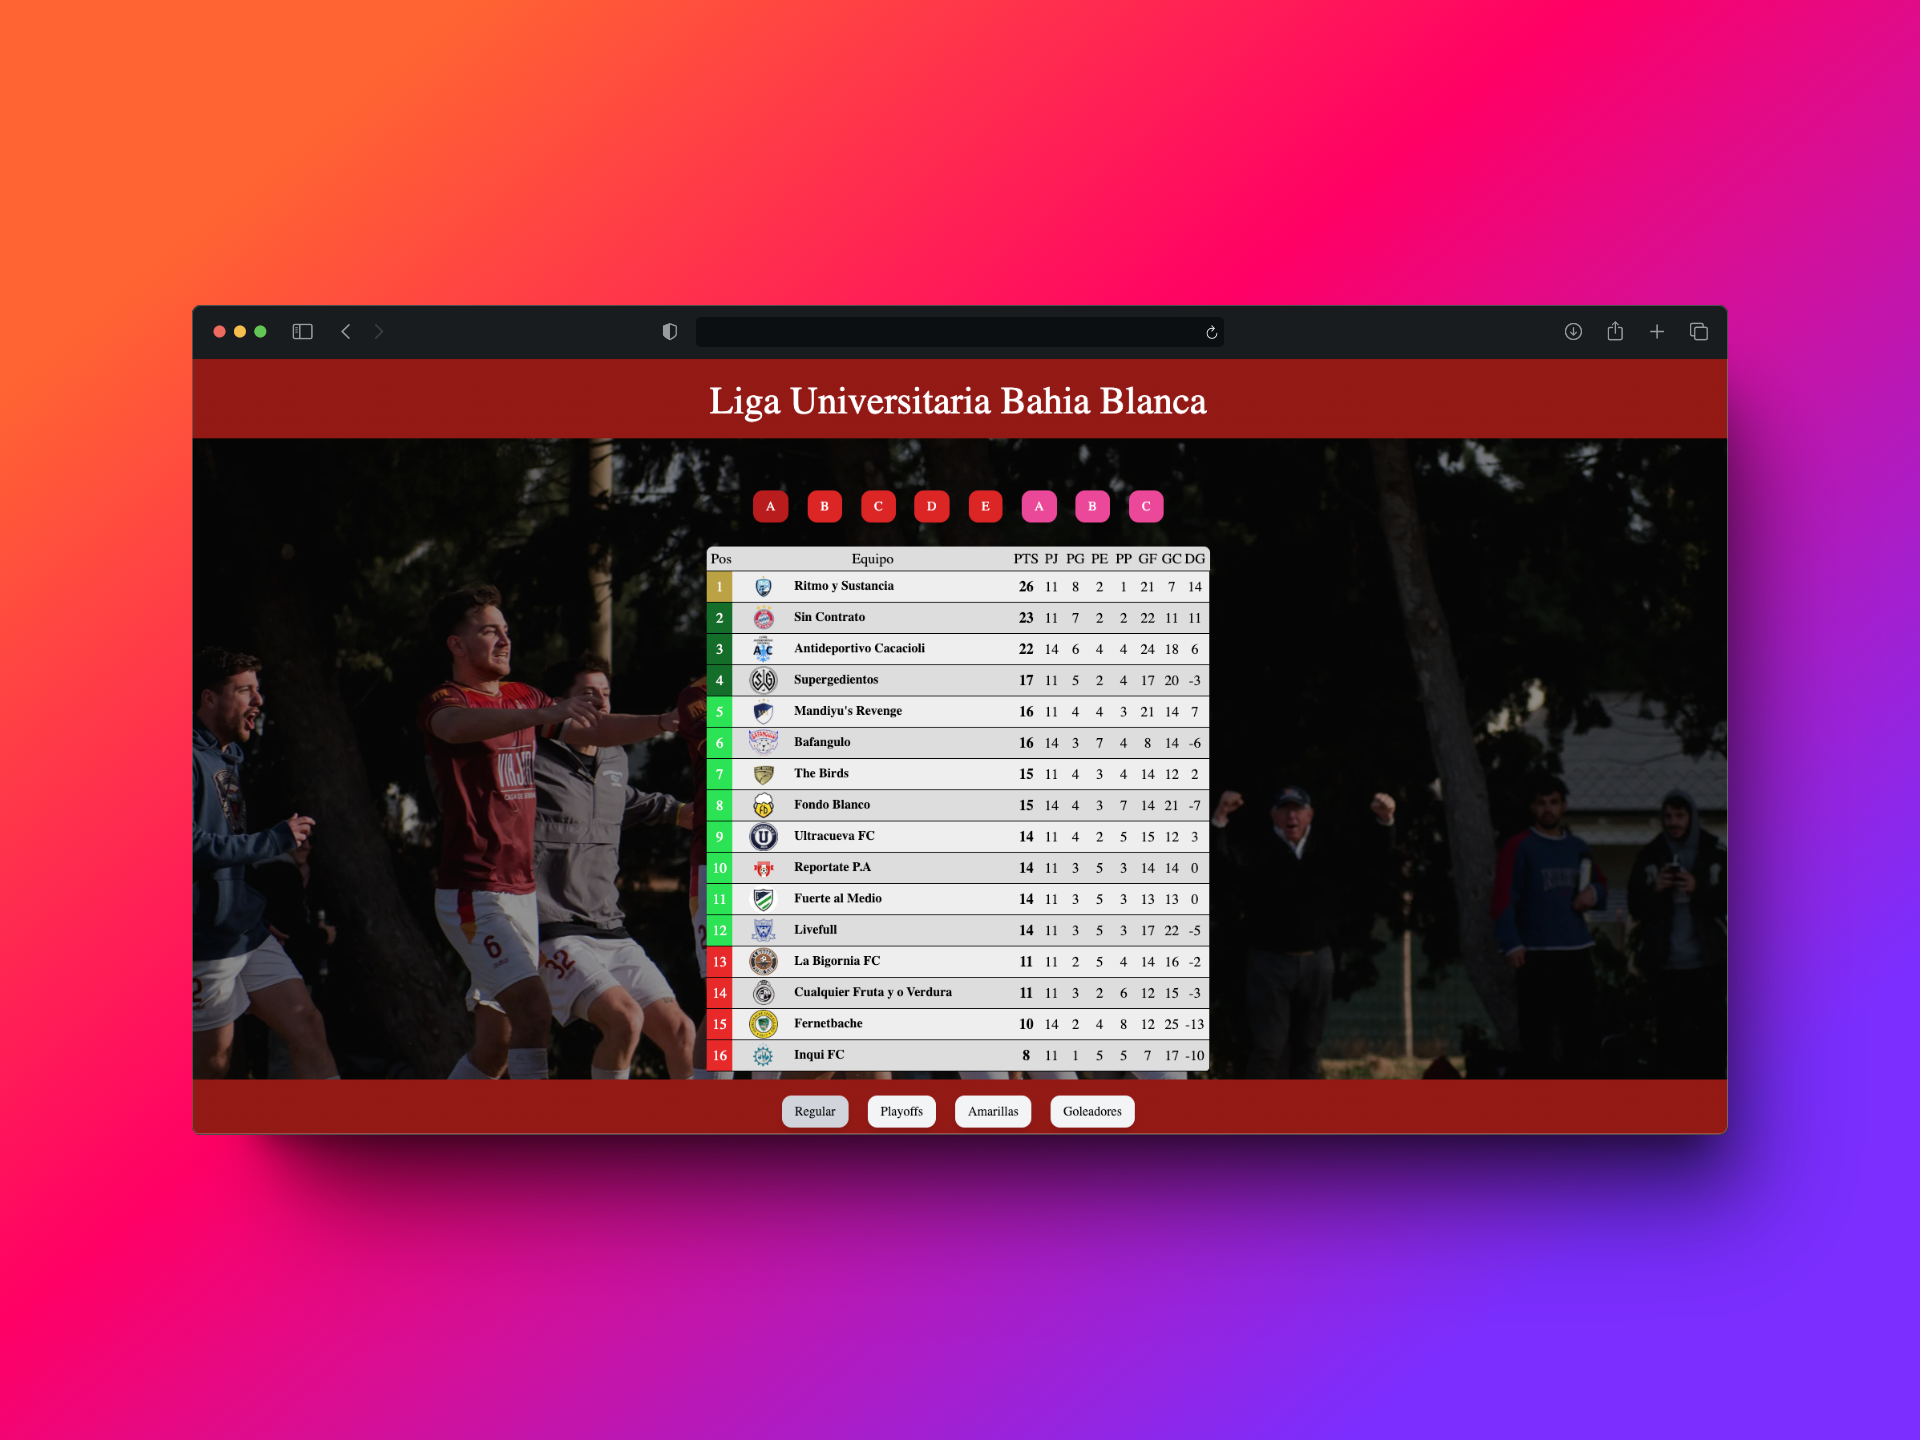 Liga Universitaria Bahia Blanca
A B C D E A B C
Pos Equipo PTS PJ PG PE PP GF GC DG
1 Ritmo y Sustancia 26 11 8 2 1 21 7 14
2 Sin Contrato 23 11 7 2 2 22 11 11
3 Antideportivo Cacacioli 22 14 6 4 4 24 18 6
4 Supergedientos 17 11 5 2 4 17 20 -3
5 Mandiyu's Revenge 16 11 4 4 3 21 14 7
6 Bafangulo 16 14 3 7 4 8 14 -6
7 The Birds 15 11 4 3 4 14 12 2
8 Fondo Blanco 15 14 4 3 7 14 21 -7
9 Ultracueva FC 14 11 4 2 5 15 12 3
10 Reportate P.A 14 11 3 5 3 14 14 0
11 Fuerte al Medio 14 11 3 5 3 13 13 0
12 Livefull 14 11 3 5 3 17 22 -5
13 La Bigornia FC 11 11 2 5 4 14 16 -2
14 Cualquier Fruta y o Verdura 11 11 3 2 6 12 15 -3
15 Fernetbache 10 14 2 4 8 12 25 -13
16 Inqui FC 8 11 1 5 5 7 17 -10
6
32
Regular Playoffs Amarillas Goleadores